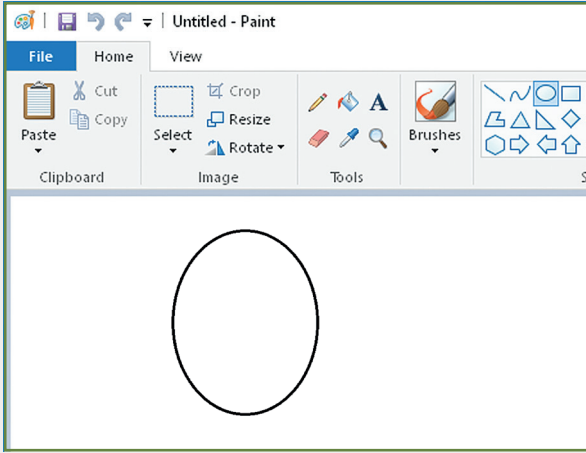 Untitled - Paint
File Home View
Cut
Copy
Paste
Crop
Resize
Rotate
Select
A
Brushes
Clipboard Image Tools